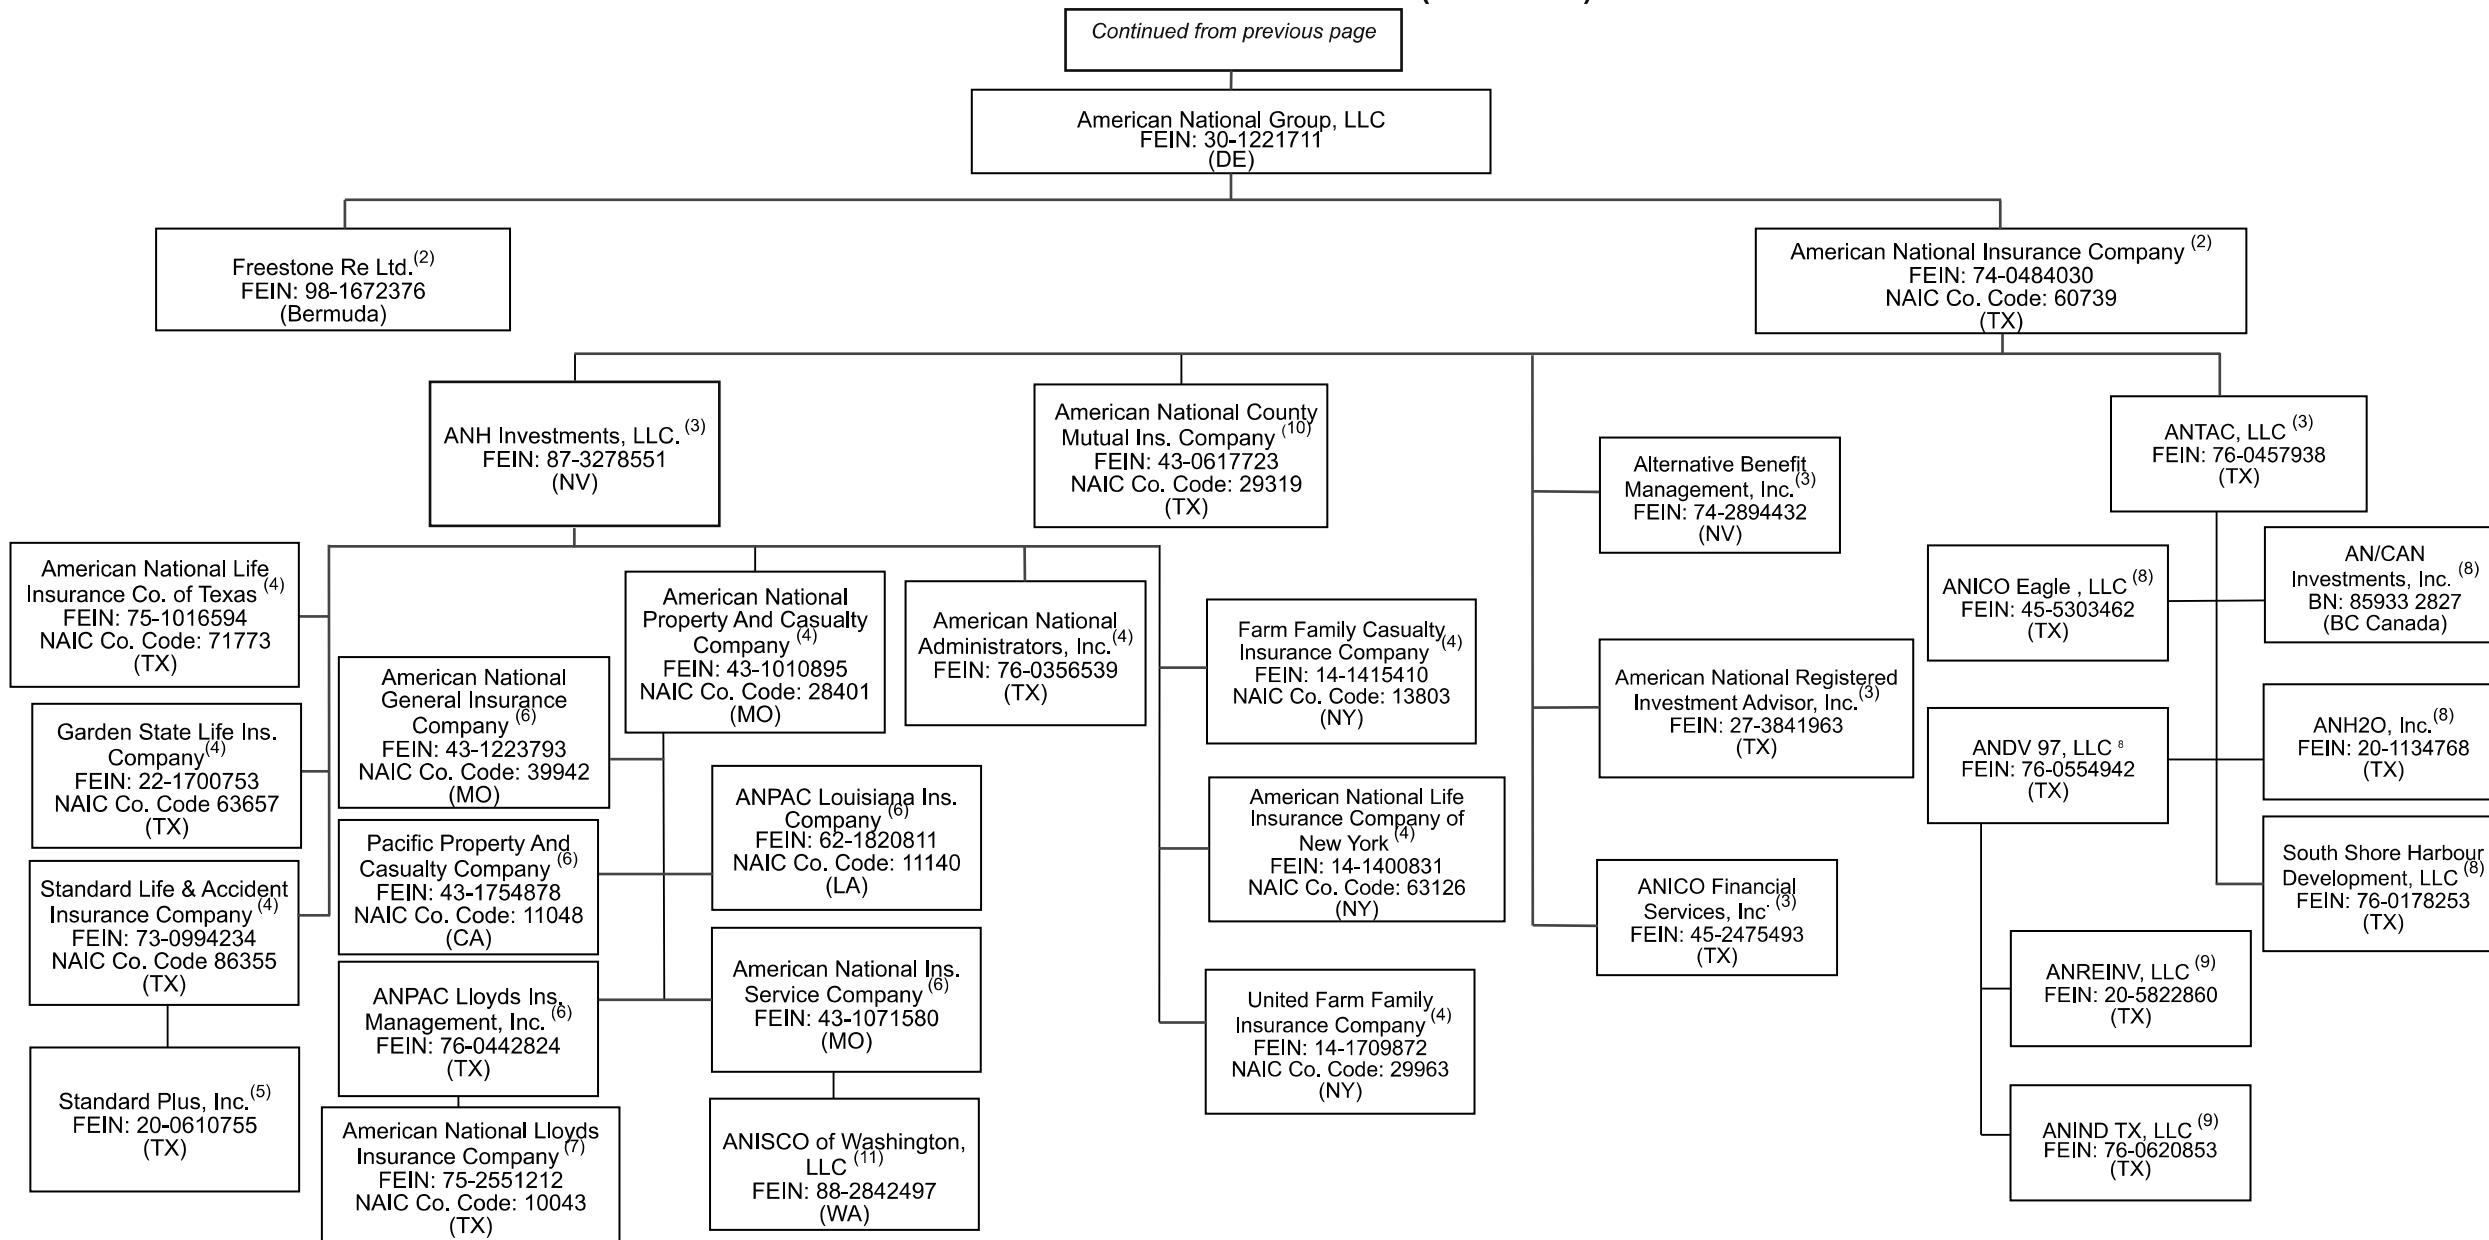 Continued from previous page
American National Group, LLC
FEIN: 30-1221711
(DE)
Freestone Re Ltd.(2)
FEIN: 98-1672376
(Bermuda)
American National Insurance Company (2)
FEIN: 74-0484030
NAIC Co. Code: 60739
(TX)
ANH Investments, LLC. (3)
FEIN: 87-3278551
(NV)
American National County
Mutual Ins. Company (10)
FEIN: 43-0617723
NAIC Co. Code: 29319
(TX)
Alternative Benefit
Management, Inc.(3)
FEIN: 74-2894432
(NV)
ANTAC, LLC (3)
FEIN: 76-0457938
(TX)
American National Life
Insurance Co. of Texas (4)
FEIN: 75-1016594
NAIC Co. Code: 71773
(TX)
American National
Property And Casualty
Company (4)
FEIN: 43-1010895
NAIC Co. Code: 28401
(MO)
American National
Administrators, Inc.(4)
FEIN: 76-0356539
(TX)
Farm Family Casualty
Insurance Company (4)
FEIN: 14-1415410
NAIC Co. Code: 13803
(NY)
ANICO Eagle , LLC (8)
FEIN: 45-5303462
(TX)
AN/CAN
Investments, Inc. (8)
BN: 85933 2827
(BC Canada)
American National
General Insurance
Company (6)
FEIN: 43-1223793
NAIC Co. Code: 39942
(MO)
American National Registered
Investment Advisor, Inc.(3)
FEIN: 27-3841963
(TX)
Garden State Life Ins.
Company(4)
FEIN: 22-1700753
NAIC Co. Code 63657
(TX)
ANPAC Louisiana Ins.
Company (6)
FEIN: 62-1820811
NAIC Co. Code: 11140
(LA)
American National Life
Insurance Company of
New York (4)
FEIN: 14-1400831
NAIC Co. Code: 63126
(NY)
ANDV 97, LLC 8
FEIN: 76-0554942
(TX)
ANH2O, Inc.(8)
FEIN: 20-1134768
(TX)
Pacific Property And
Casualty Company (6)
FEIN: 43-1754878
NAIC Co. Code: 11048
(CA)
Standard Life & Accident
Insurance Company (4)
FEIN: 73-0994234
NAIC Co. Code 86355
(TX)
ANICO Financial
Services, Inc. (3)
FEIN: 45-2475493
(TX)
South Shore Harbour
Development, LLC (8)
FEIN: 76-0178253
(TX)
ANPAC Lloyds Ins.
Management, Inc. (6)
FEIN: 76-0442824
(TX)
American National Ins.
Service Company (6)
FEIN: 43-1071580
(MO)
United Farm Family
Insurance Company (4)
FEIN: 14-1709872
NAIC Co. Code: 29963
(NY)
ANREINV, LLC (9)
FEIN: 20-5822860
(TX)
Standard Plus, Inc.(5)
FEIN: 20-0610755
(TX)
American National Lloyds
Insurance Company (7)
FEIN: 75-2551212
NAIC Co. Code: 10043
(TX)
ANISCO of Washington,
LLC (11)
FEIN: 88-2842497
(WA)
ANIND TX, LLC (9)
FEIN: 76-0620853
(TX)